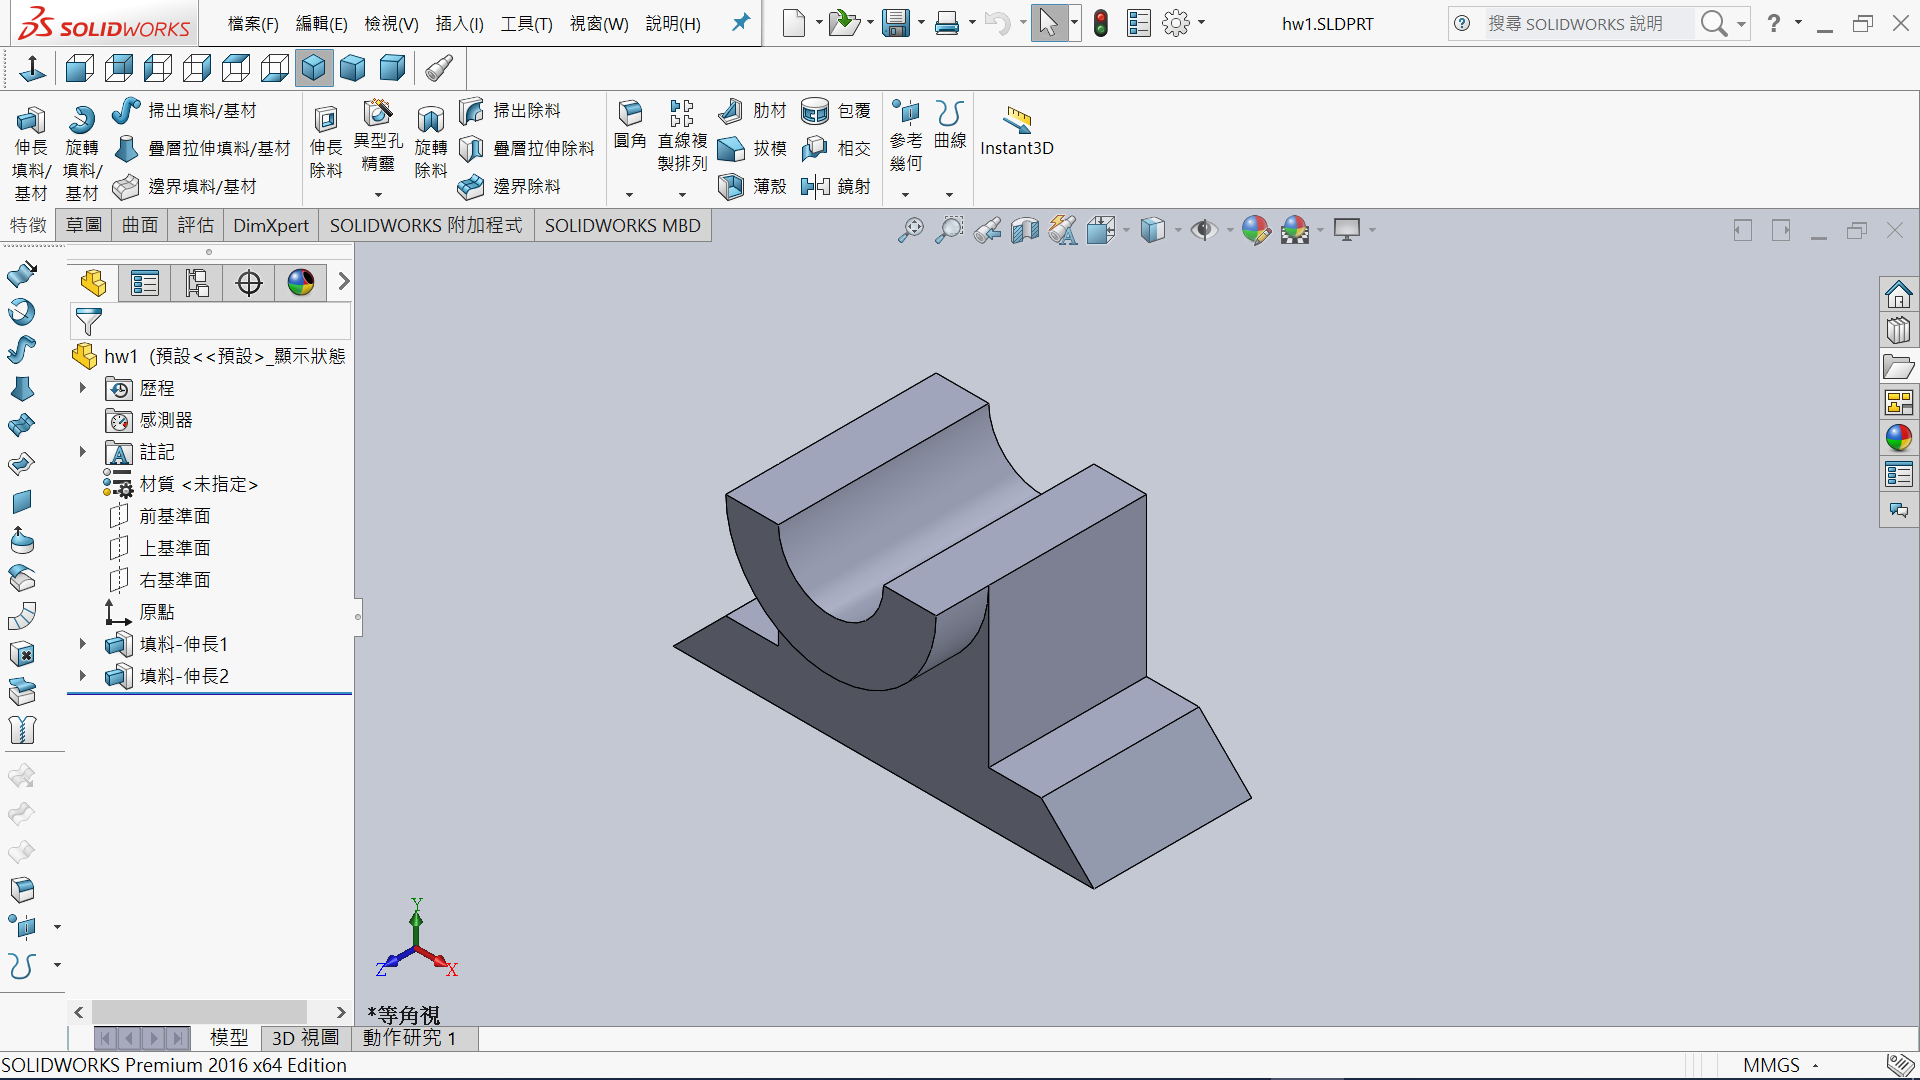 SOLIDWORKS 檔案(F) 編輯(E) 檢視(V) 插入(I) 工具(T) 視窗(W) 說明(H) hw1.SLDPRT 搜尋 SOLIDWORKS 說明 ?
伸長填料/基材
旋轉填料/基材
掃出填料/基材
疊層拉伸填料/基材
邊界填料/基材
伸長除料
異型孔精靈
旋轉除料
掃出除料
疊層拉伸除料
邊界除料
圓角
直線複製排列
肋材
拔模
薄殼
包覆
相交
鏡射
參考幾何
曲線
Instant3D
特徵 草圖 曲面 評估 DimXpert SOLIDWORKS 附加程式 SOLIDWORKS MBD
hw1 (預設<<預設>_顯示狀態
歷程
感測器
註記
材質 <未指定>
前基準面
上基準面
右基準面
原點
填料-伸長1
填料-伸長2
Y
Z
X
*等角視
模型 3D 視圖 動作研究 1
SOLIDWORKS Premium 2016 x64 Edition MMGS